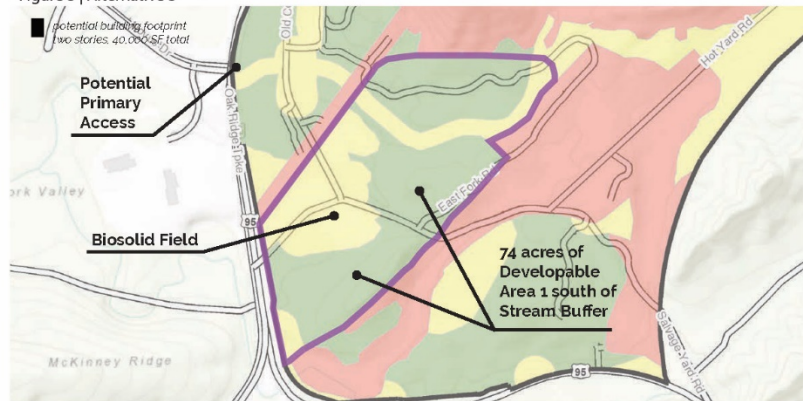 potential building footprint
two stories, 40,000 SF total
Potential
Primary
Access
Oak Ridge Tpke
Hot Yard Rd
ork Valley
95
East Fork
Biosolid Field
74 acres of
Developable
Area 1 south of
Stream Buffer
McKinney Ridge
95
Salvage Yard Rd